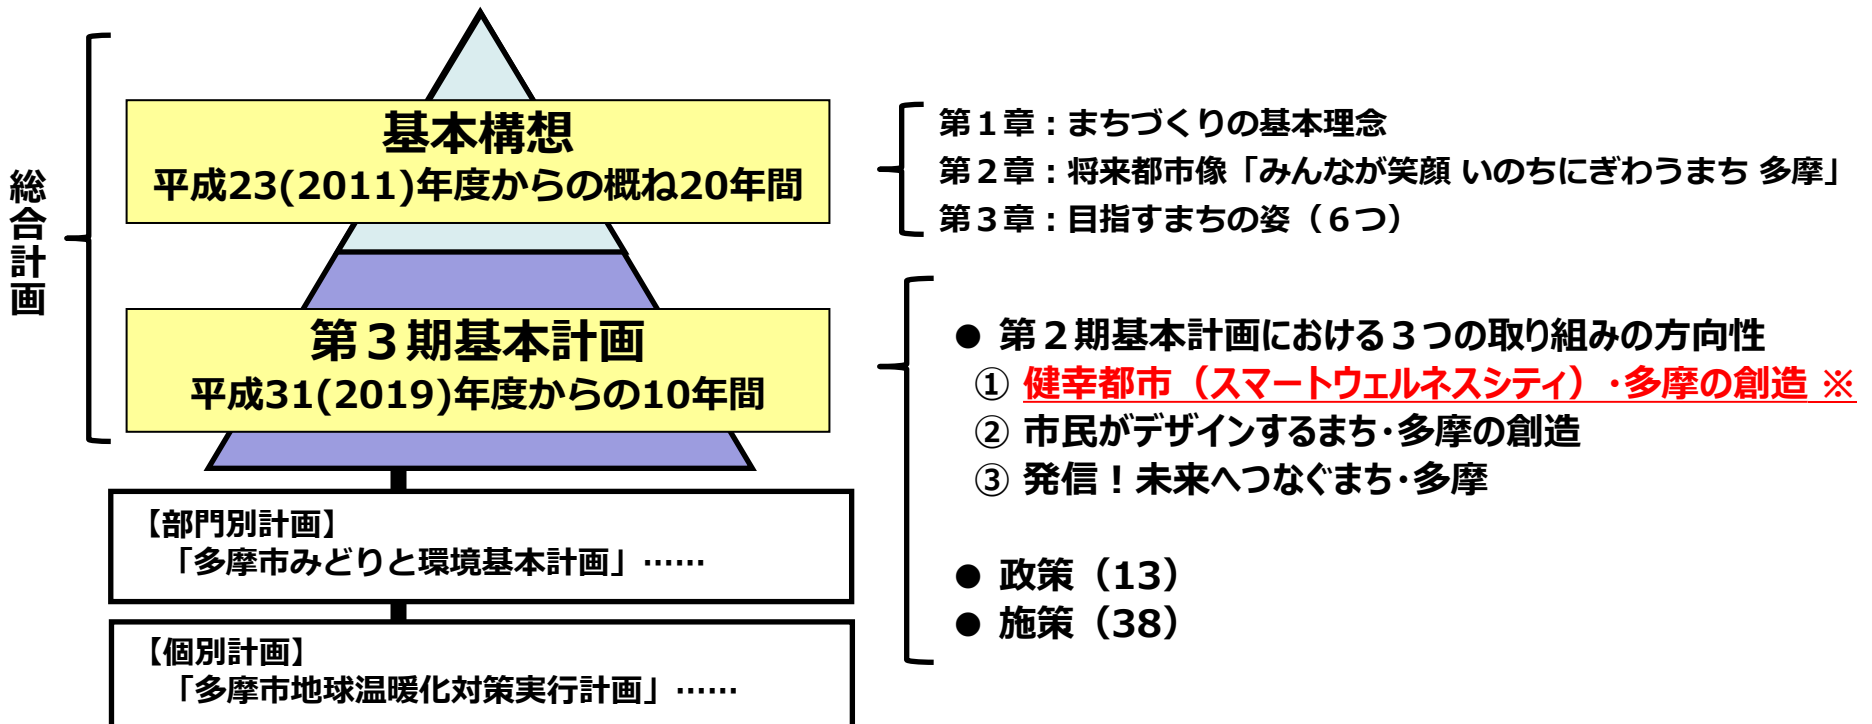 総合計画
基本構想
平成23(2011)年度からの概ね20年間
第1章：まちづくりの基本理念
第2章：将来都市像「みんなが笑顔 いのちにぎわうまち 多摩」
第3章：目指すまちの姿（6つ）
第３期基本計画
平成31(2019)年度からの10年間
● 第２期基本計画における３つの取り組みの方向性
① 健幸都市（スマートウェルネスシティ）・多摩の創造 ※
② 市民がデザインするまち・多摩の創造
③ 発信！未来へつなぐまち・多摩
● 政策（13）
● 施策（38）
【部門別計画】
「多摩市みどりと環境基本計画」……
【個別計画】
「多摩市地球温暖化対策実行計画」……